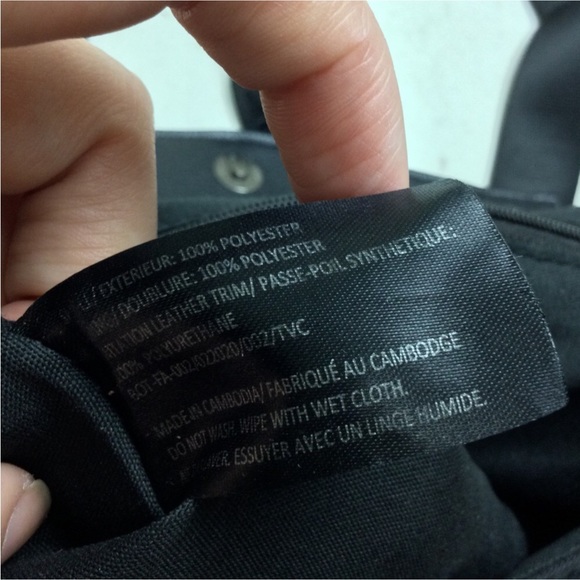 / EXTERIEUR: 100% POLYESTER
/ DOUBLURE: 100% POLYESTER
LEATHER TRIM/ PASSE-POIL SYNTHETIQUE:
100% POLYURETHANE
MADE IN CAMBODIA/ FABRIQUÉ AU CAMBODGE
DO NOT WASH. WIPE WITH WET CLOTH.
ESSUYER AVEC UN LINGE HUMIDE.